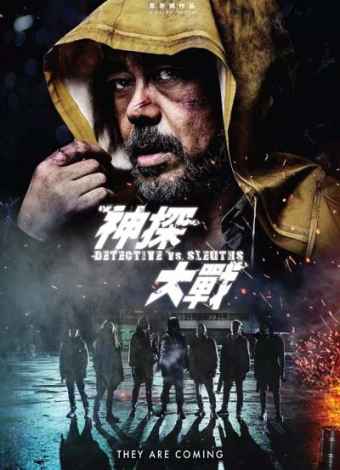 神探
DETECTIVE VS. SLEUTHS
大戰
THEY ARE COMING